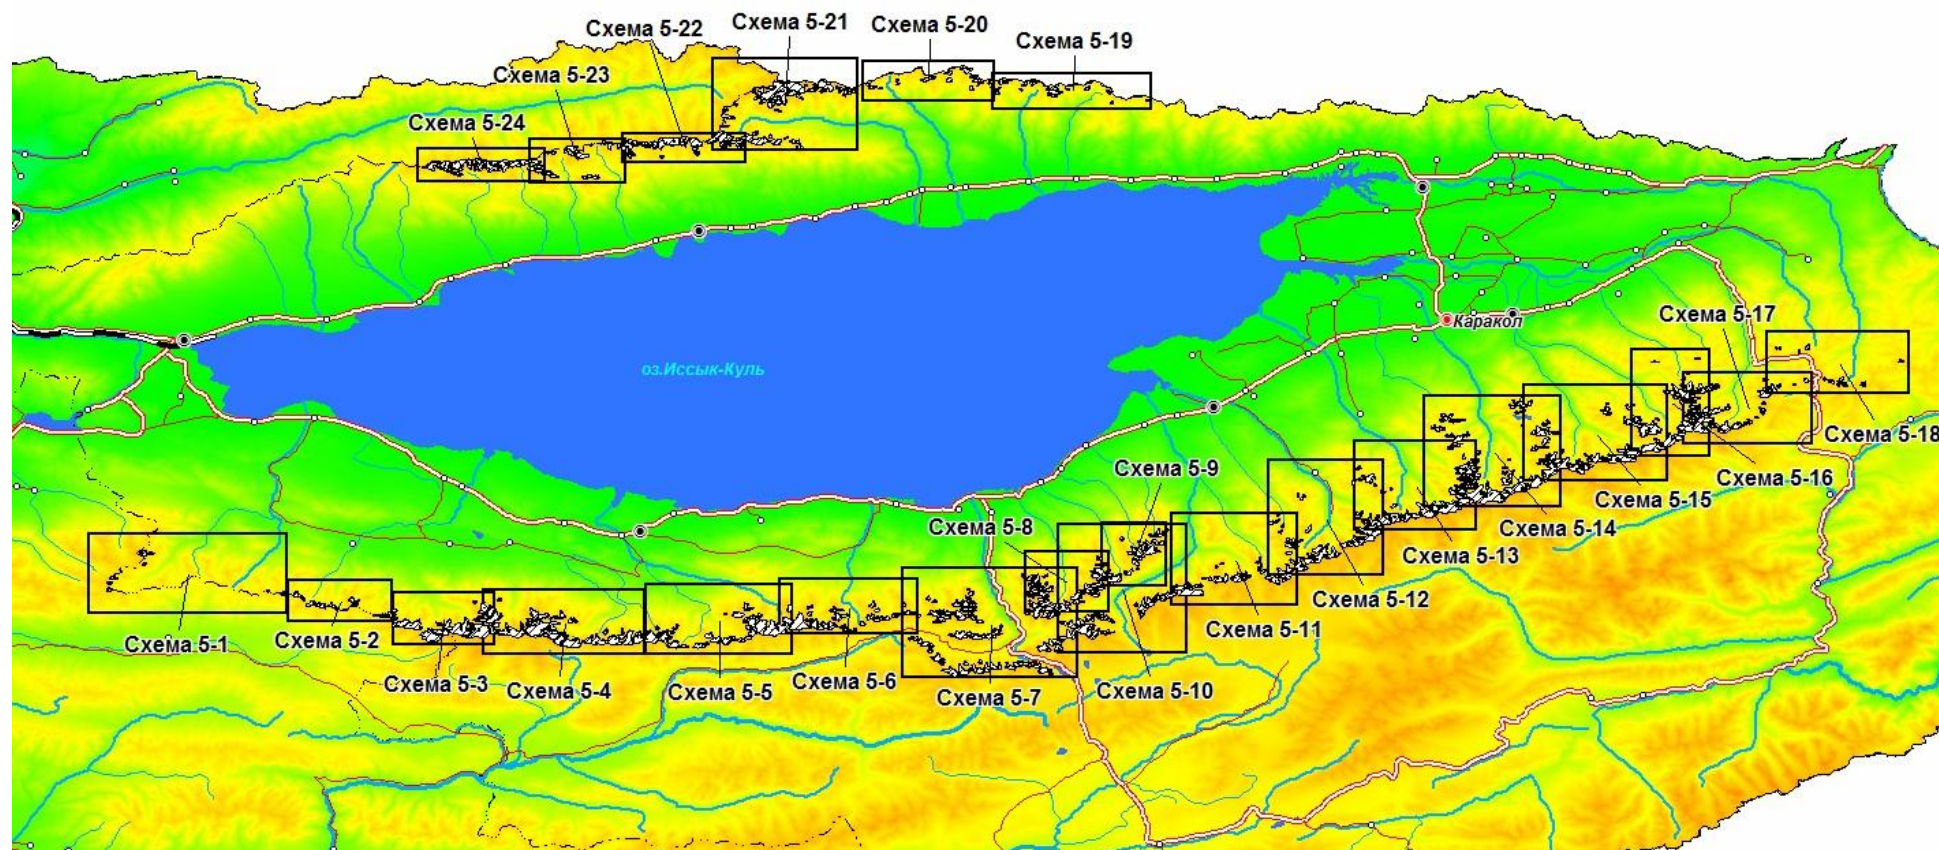 Схема 5-22
Схема 5-21
Схема 5-20
Схема 5-19
Схема 5-23
Схема 5-24
Каракол
Схема 5-17
оз.Иссык-Куль
Схема 5-18
Схема 5-9
Схема 5-16
Схема 5-15
Схема 5-8
Схема 5-14
Схема 5-13
Схема 5-12
Схема 5-11
Схема 5-1
Схема 5-2
Схема 5-3
Схема 5-4
Схема 5-5
Схема 5-6
Схема 5-7
Схема 5-10